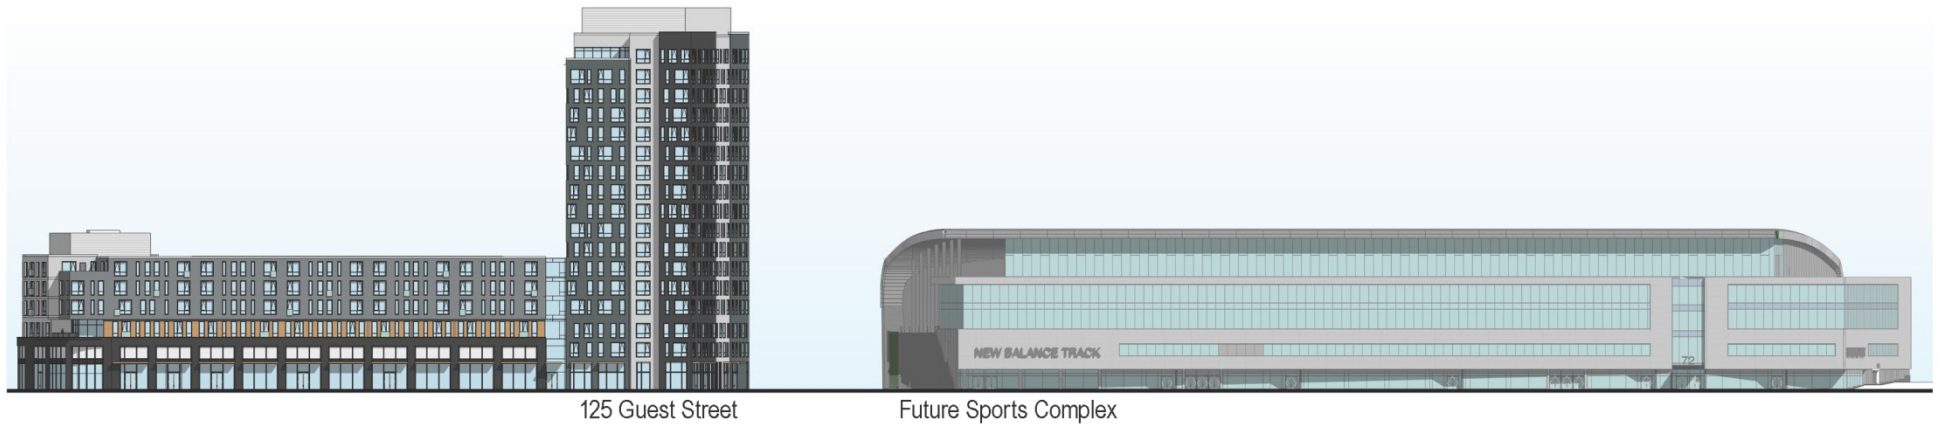 NEW BALANCE TRACK
72
125 Guest Street
Future Sports Complex